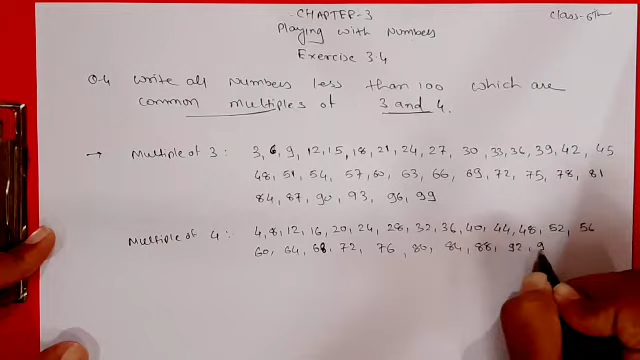 CHAPTER-3
Class-6th
Playing with Numbers
Exercise 3.4
Q.4 Write all numbers less than 100 which are
common multiples of 3 and 4.
→ Multiple of 3 : 3, 6, 9, 12, 15, 18, 21, 24, 27, 30, 33, 36, 39, 42, 45
48, 51, 54, 57, 60, 63, 66, 69, 72, 75, 78, 81
84, 87, 90, 93, 96, 99
Multiple of 4 : 4, 8, 12, 16, 20, 24, 28, 32, 36, 40, 44, 48, 52, 56
60, 64, 68, 72, 76, 80, 84, 88, 92, 9